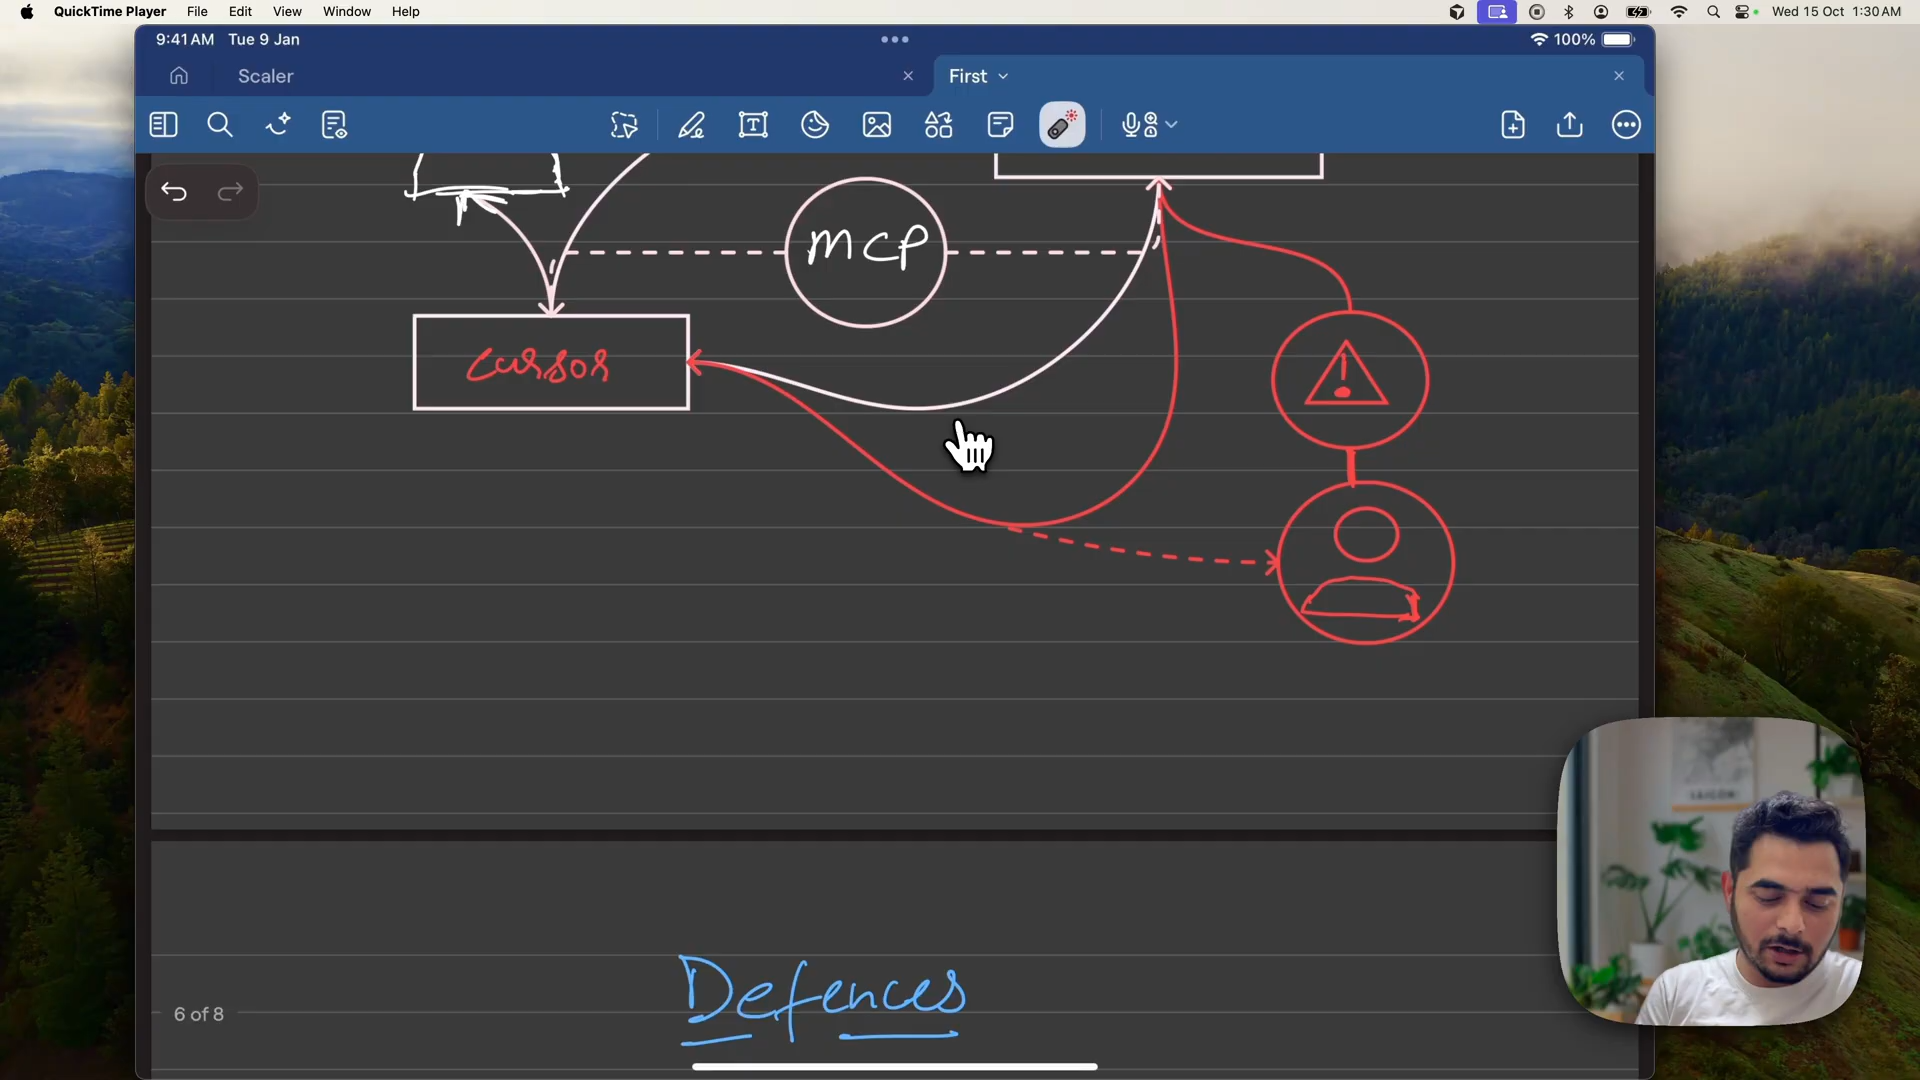 QuickTime Player File Edit View Window Help Wed 15 Oct 1:30 AM
9:41 AM Tue 9 Jan 100%
Scaler First
MCP
Cursor
!
6 of 8
Defences